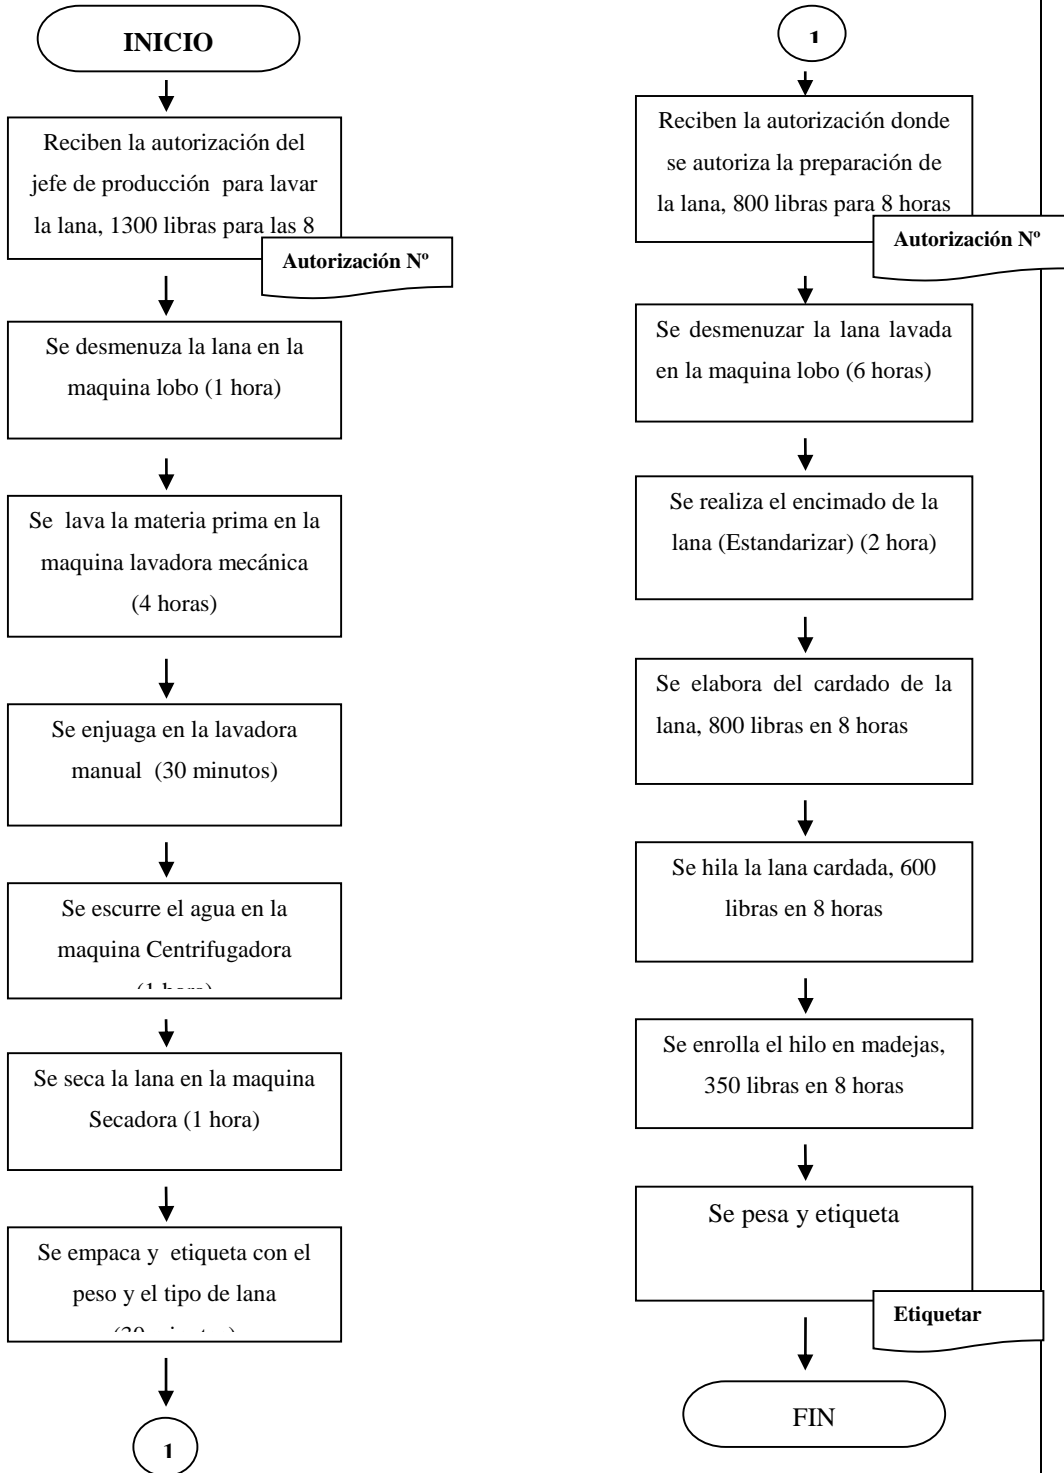 INICIO
Reciben la autorización del
jefe de producción para lavar
la lana, 1300 libras para las 8
Autorización Nº
Se desmenuza la lana en la
maquina lobo (1 hora)
Se lava la materia prima en la
maquina lavadora mecánica
(4 horas)
Se enjuaga en la lavadora
manual (30 minutos)
Se escurre el agua en la
maquina Centrifugadora
(1 hora)
Se seca la lana en la maquina
Secadora (1 hora)
Se empaca y etiqueta con el
peso y el tipo de lana
(30 minutos)
1
1
Reciben la autorización donde
se autoriza la preparación de
la lana, 800 libras para 8 horas
Autorización Nº
Se desmenuzar la lana lavada
en la maquina lobo (6 horas)
Se realiza el encimado de la
lana (Estandarizar) (2 hora)
Se elabora del cardado de la
lana, 800 libras en 8 horas
Se hila la lana cardada, 600
libras en 8 horas
Se enrolla el hilo en madejas,
350 libras en 8 horas
Se pesa y etiqueta
Etiquetar
FIN